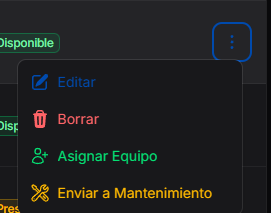 Disponible
Editar
Borrar
Asignar Equipo
Enviar a Mantenimiento